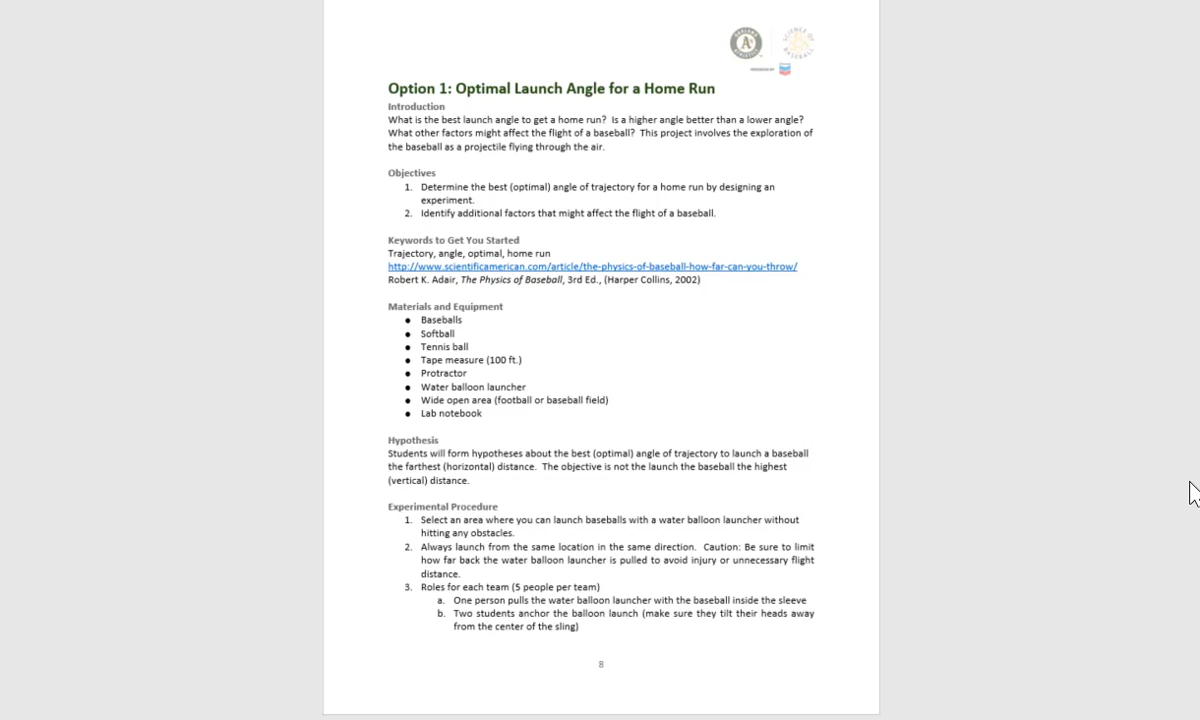 Option 1: Optimal Launch Angle for a Home Run
Introduction
What is the best launch angle to get a home run? Is a higher angle better than a lower angle?
What other factors might affect the flight of a baseball? This project involves the exploration of
the baseball as a projectile flying through the air.
Objectives
1. Determine the best (optimal) angle of trajectory for a home run by designing an
experiment.
2. Identify additional factors that might affect the flight of a baseball.
Keywords to Get You Started
Trajectory, angle, optimal, home run
http://www.scientificamerican.com/article/the-physics-of-baseball-how-far-can-you-throw/
Robert K. Adair, The Physics of Baseball, 3rd Ed., (Harper Collins, 2002)
Materials and Equipment
● Baseballs
● Softball
● Tennis ball
● Tape measure (100 ft.)
● Protractor
● Water balloon launcher
● Wide open area (football or baseball field)
● Lab notebook
Hypothesis
Students will form hypotheses about the best (optimal) angle of trajectory to launch a baseball
the farthest (horizontal) distance. The objective is not the launch the baseball the highest
(vertical) distance.
Experimental Procedure
1. Select an area where you can launch baseballs with a water balloon launcher without
hitting any obstacles.
2. Always launch from the same location in the same direction. Caution: Be sure to limit
how far back the water balloon launcher is pulled to avoid injury or unnecessary flight
distance.
3. Roles for each team (5 people per team)
a. One person pulls the water balloon launcher with the baseball inside the sleeve
b. Two students anchor the balloon launch (make sure they tilt their heads away
from the center of the sling)
8